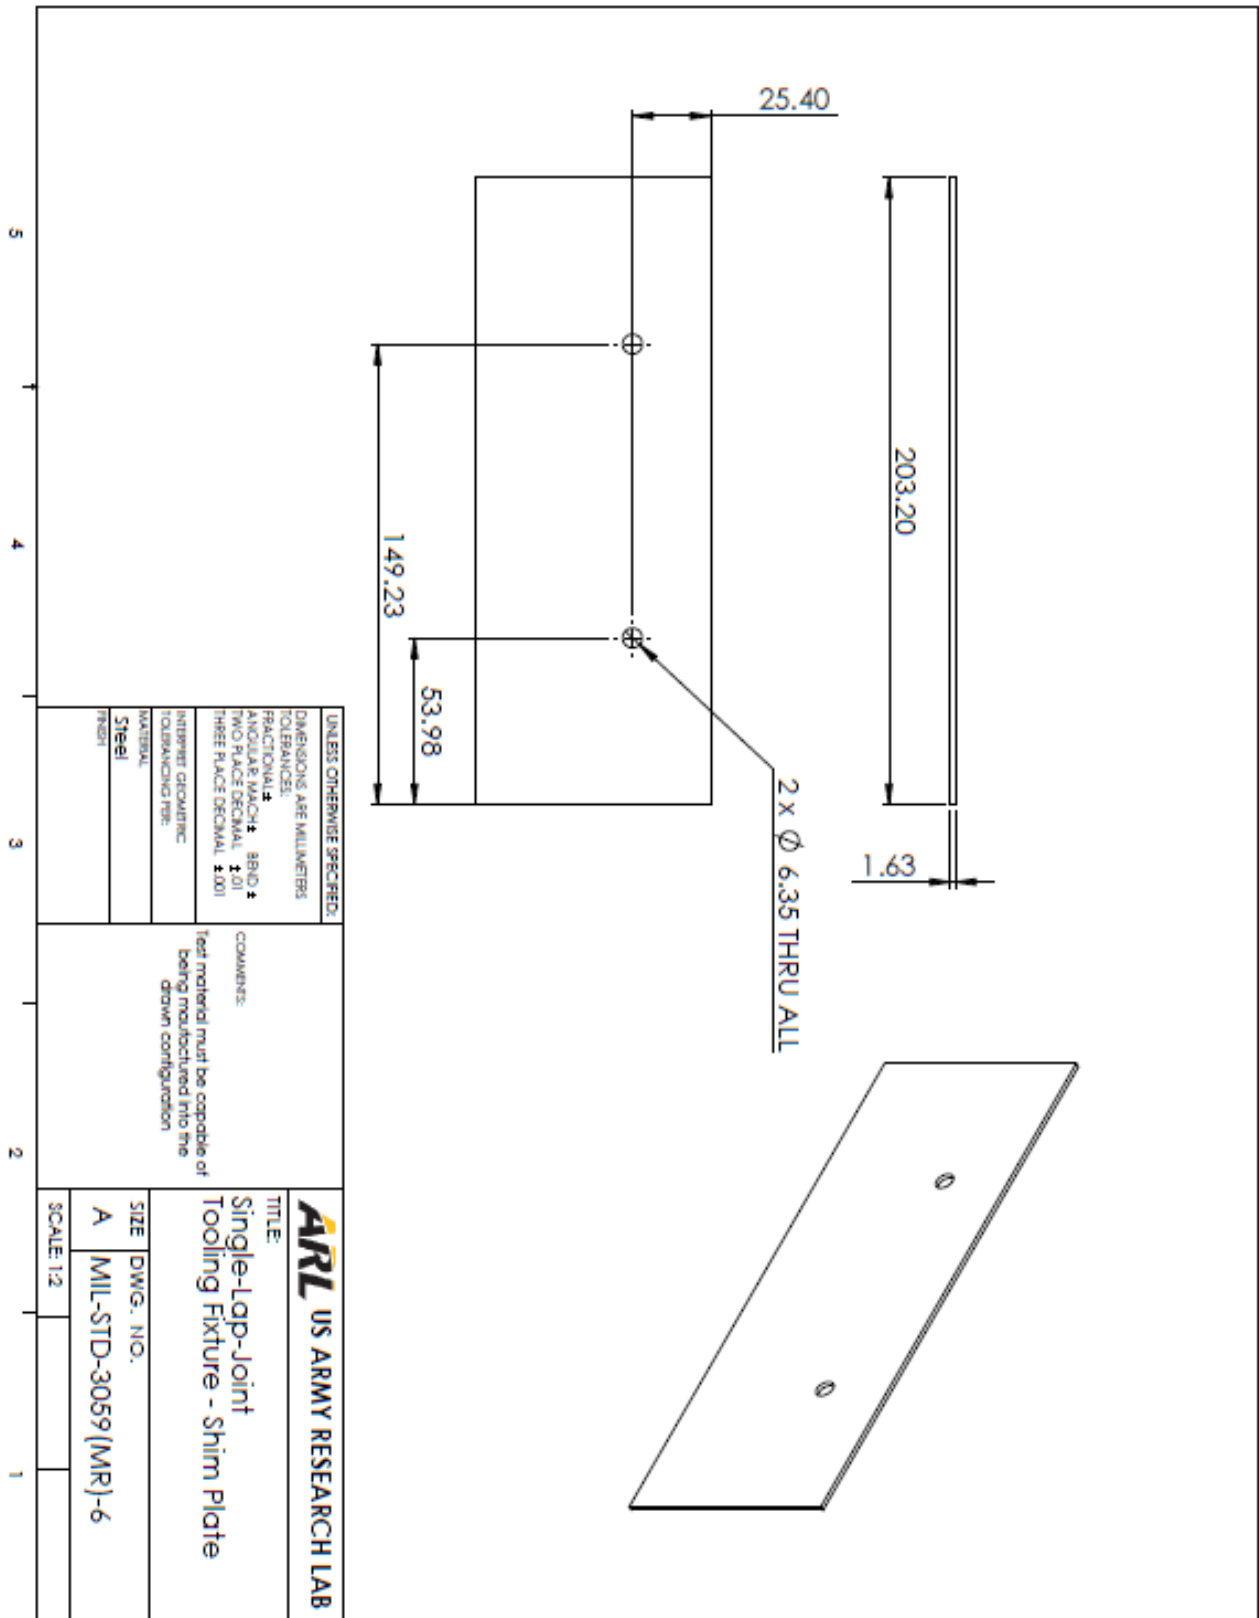 25.40
203.20
1.63
2 x Ø 6.35 THRU ALL
53.98
149.23
5
4
3
2
1
UNLESS OTHERWISE SPECIFIED:
DIMENSIONS ARE MILLIMETERS
TOLERANCES:
FRACTIONAL±
ANGULAR: MACH± BEND ±
TWO PLACE DECIMAL ±.01
THREE PLACE DECIMAL ±.001
INTERPRET GEOMETRIC
TOLERANCING PER:
MATERIAL
Steel
FINISH
COMMENTS:
Test material must be capable of
being maufactured into the
drawn configuration
ARL US ARMY RESEARCH LAB
TITLE:
Single-Lap-Joint
Tooling Fixture - Shim Plate
SIZE DWG. NO.
A MIL-STD-3059(MR)-6
SCALE: 1:2